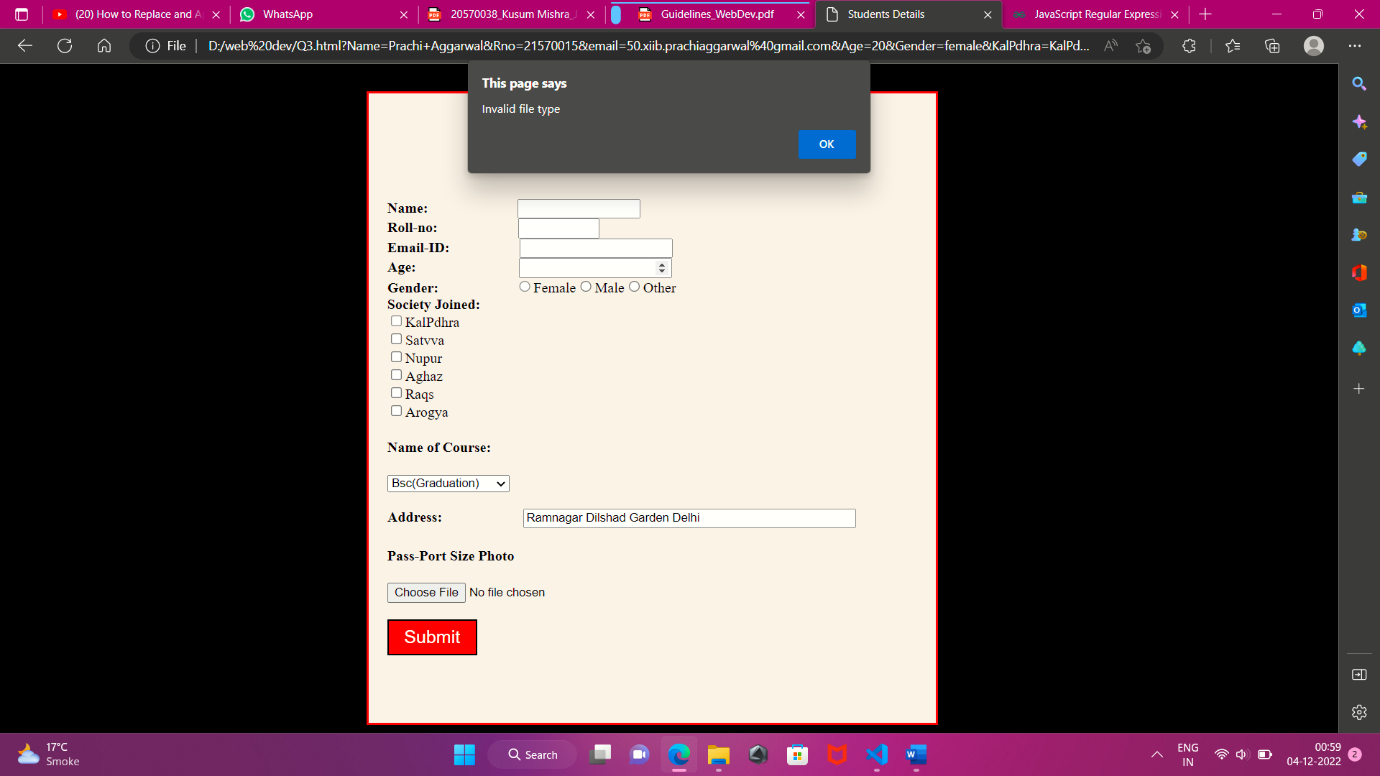 (20) How to Replace and A
WhatsApp
20570038_Kusum Mishra_
Guidelines_WebDev.pdf
Students Details
JavaScript Regular Expressi
File
D:/web%20dev/Q3.html?Name=Prachi+Aggarwal&Rno=21570015&email=50.xiib.prachiaggarwal%40gmail.com&Age=20&Gender=female&KalPdhra=KalPd...
This page says
Invalid file type
OK
Name:
Roll-no:
Email-ID:
Age:
Gender: Female Male Other
Society Joined:
KalPdhra
Satvva
Nupur
Aghaz
Raqs
Arogya
Name of Course:
Bsc(Graduation)
Address: Ramnagar Dilshad Garden Delhi
Pass-Port Size Photo
Choose File No file chosen
Submit
17°C
Smoke
Search
ENG
IN
00:59
04-12-2022
2